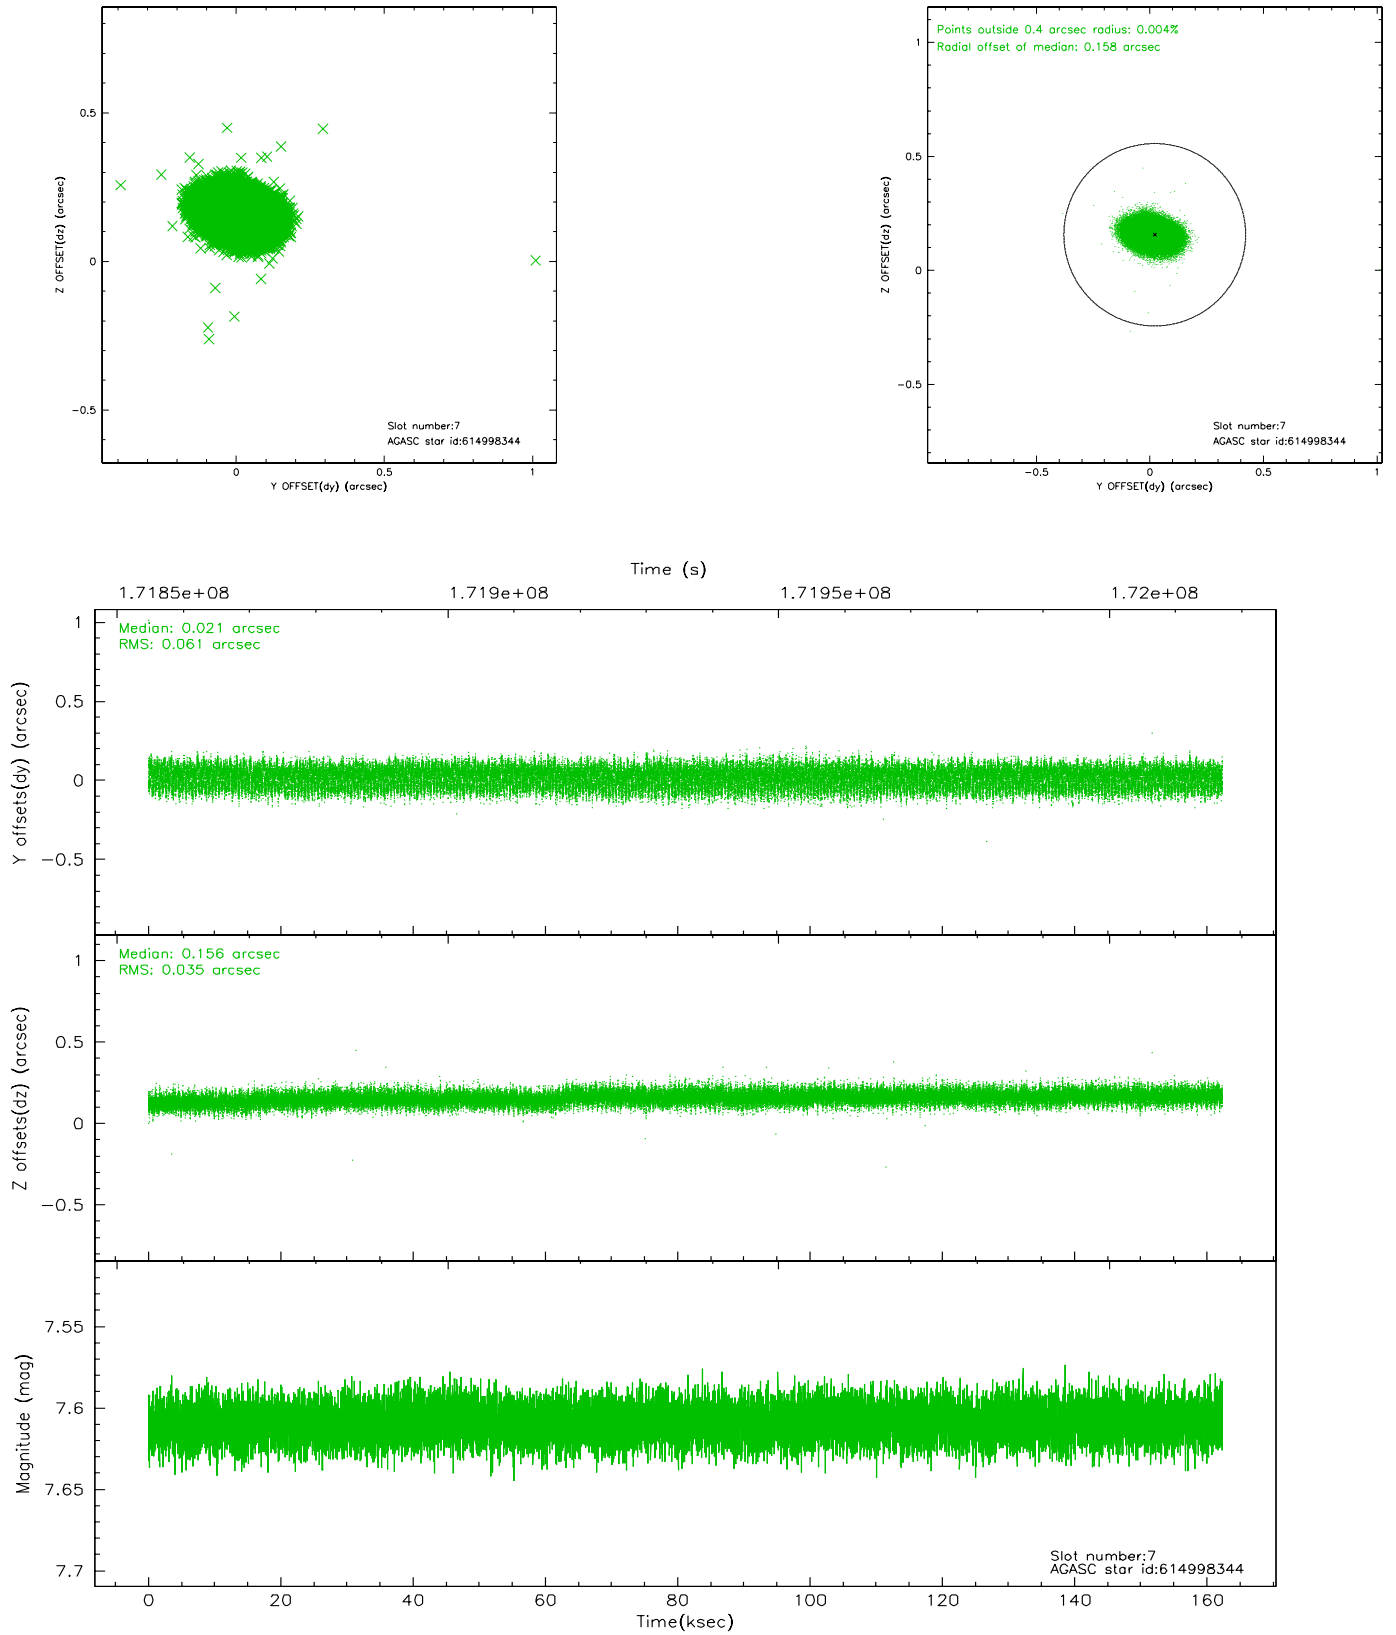 0.5
0
−0.5
Z OFFSET(dz) (arcsec)
Slot number:7
AGASC star id:614998344
0
0.5
1
Y OFFSET(dy) (arcsec)
Points outside 0.4 arcsec radius: 0.004%
Radial offset of median: 0.158 arcsec
1
0.5
0
−0.5
Z OFFSET(dz) (arcsec)
Slot number:7
AGASC star id:614998344
−0.5
0
0.5
1
Y OFFSET(dy) (arcsec)
Time (s)
1.7185e+08
1.719e+08
1.7195e+08
1.72e+08
Median: 0.021 arcsec
RMS: 0.061 arcsec
1
0.5
0
−0.5
Y offsets(dy) (arcsec)
Median: 0.156 arcsec
RMS: 0.035 arcsec
1
0.5
0
−0.5
Z offsets(dz) (arcsec)
7.55
7.6
7.65
7.7
Magnitude (mag)
Slot number:7
AGASC star id:614998344
0
20
40
60
80
100
120
140
160
Time(ksec)